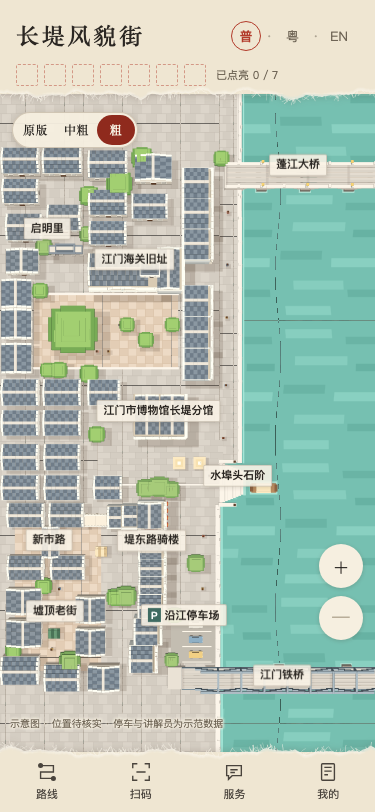 长堤风貌街
普 · 粤 · EN
已点亮 0 / 7
原版 中粗 粗
蓬江大桥
启明里
江门海关旧址
江门市博物馆长堤分馆
水埠头石阶
新市路
堤东路骑楼
墟顶老街
P 沿江停车场
江门铁桥
示意图—位置待核实—停车与讲解员为示范数据
路线 扫码 服务 我的